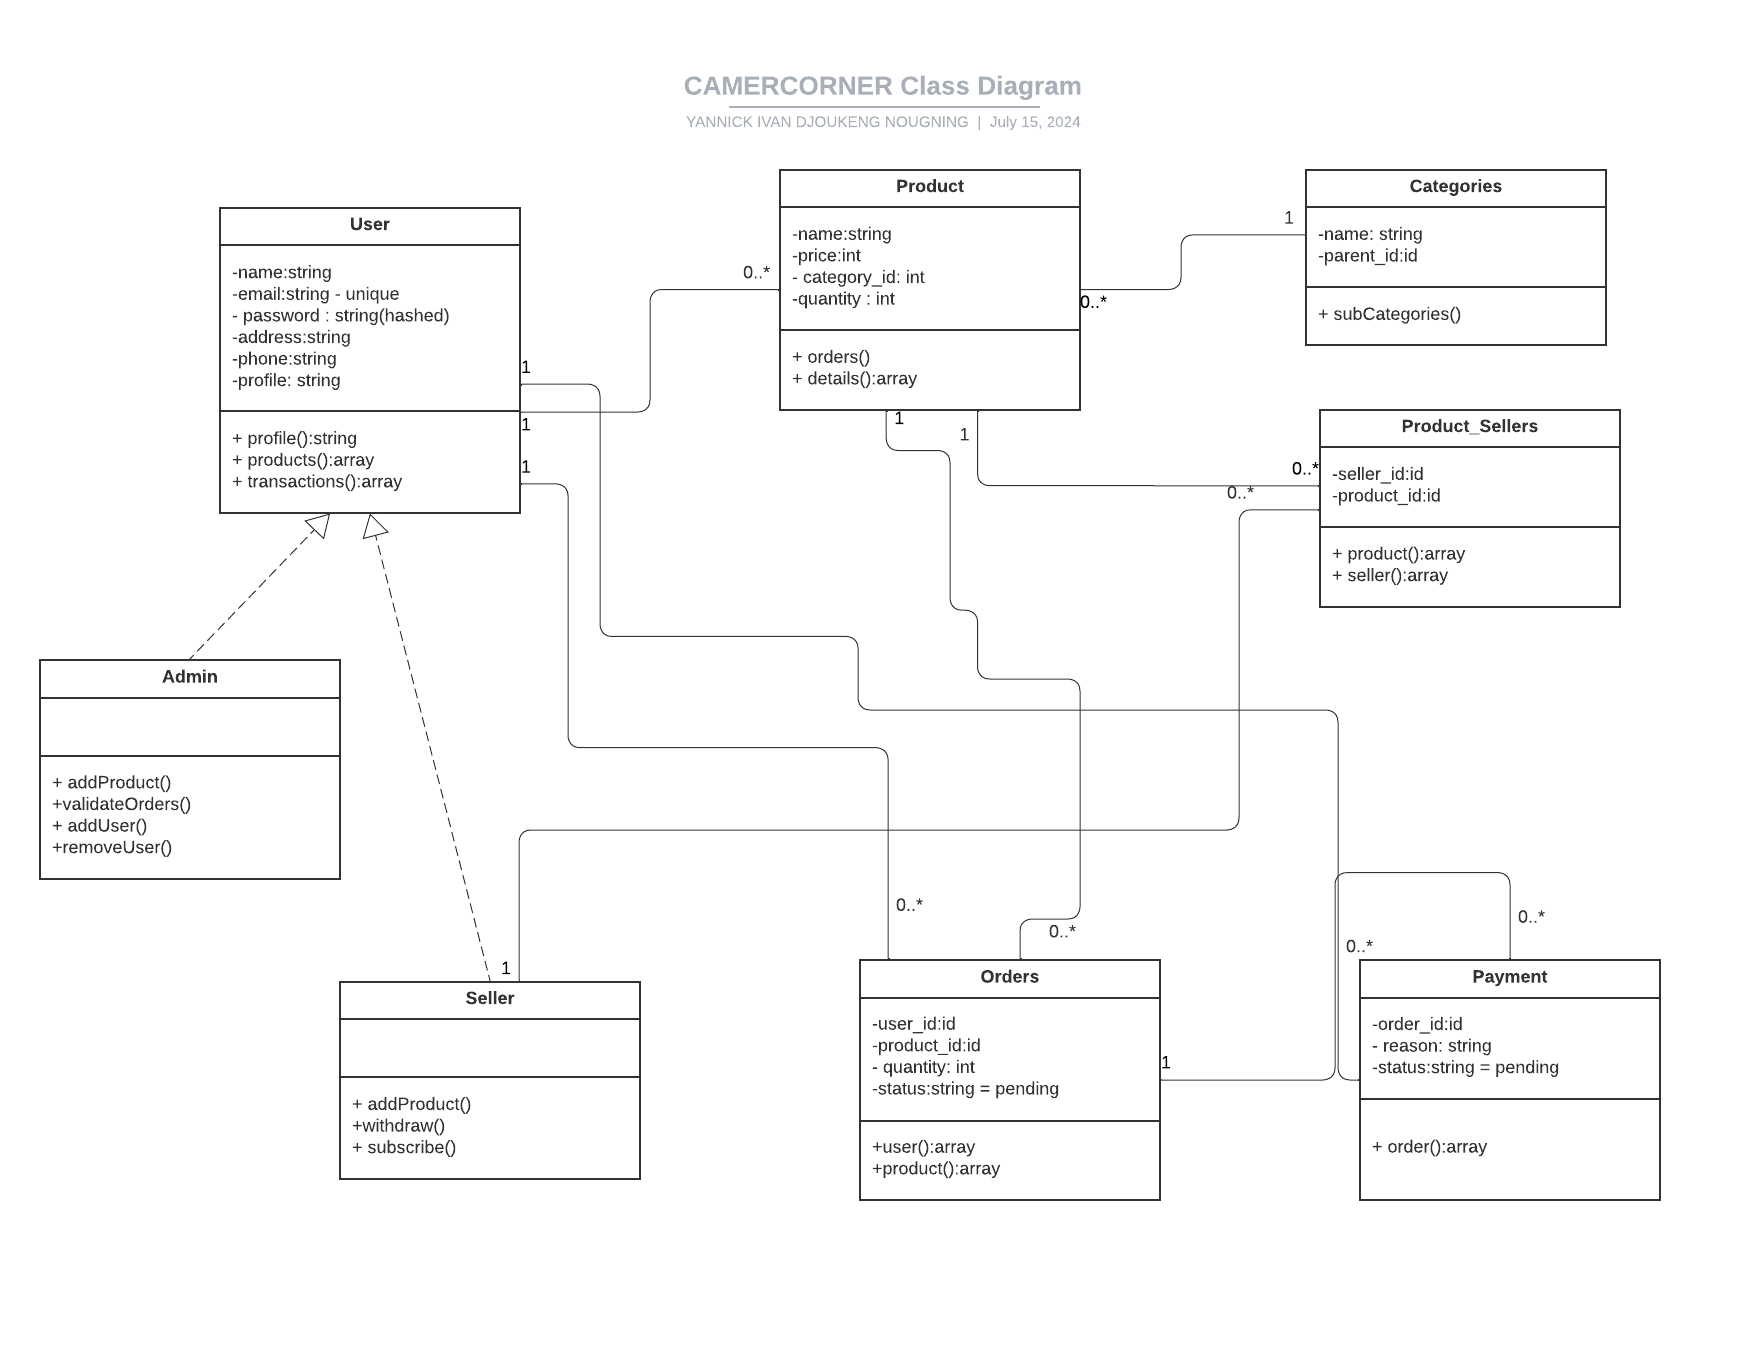 CAMERCORNER Class Diagram
YANNICK IVAN DJOUKENG NOUGNING | July 15, 2024
User
-name:string
-email:string - unique
- password : string(hashed)
-address:string
-phone:string
-profile: string
+ profile():string
+ products():array
+ transactions():array
1
1
1
0..*
Product
-name:string
-price:int
- category_id: int
-quantity : int
+ orders()
+ details():array
0..*
1
1
1
Categories
-name: string
-parent_id:id
+ subCategories()
0..*
0..*
Product_Sellers
-seller_id:id
-product_id:id
+ product():array
+ seller():array
Admin
+ addProduct()
+validateOrders()
+ addUser()
+removeUser()
1
Seller
+ addProduct()
+withdraw()
+ subscribe()
0..*
0..*
Orders
-user_id:id
-product_id:id
- quantity: int
-status:string = pending
+user():array
+product():array
1
0..*
0..*
Payment
-order_id:id
- reason: string
-status:string = pending
+ order():array